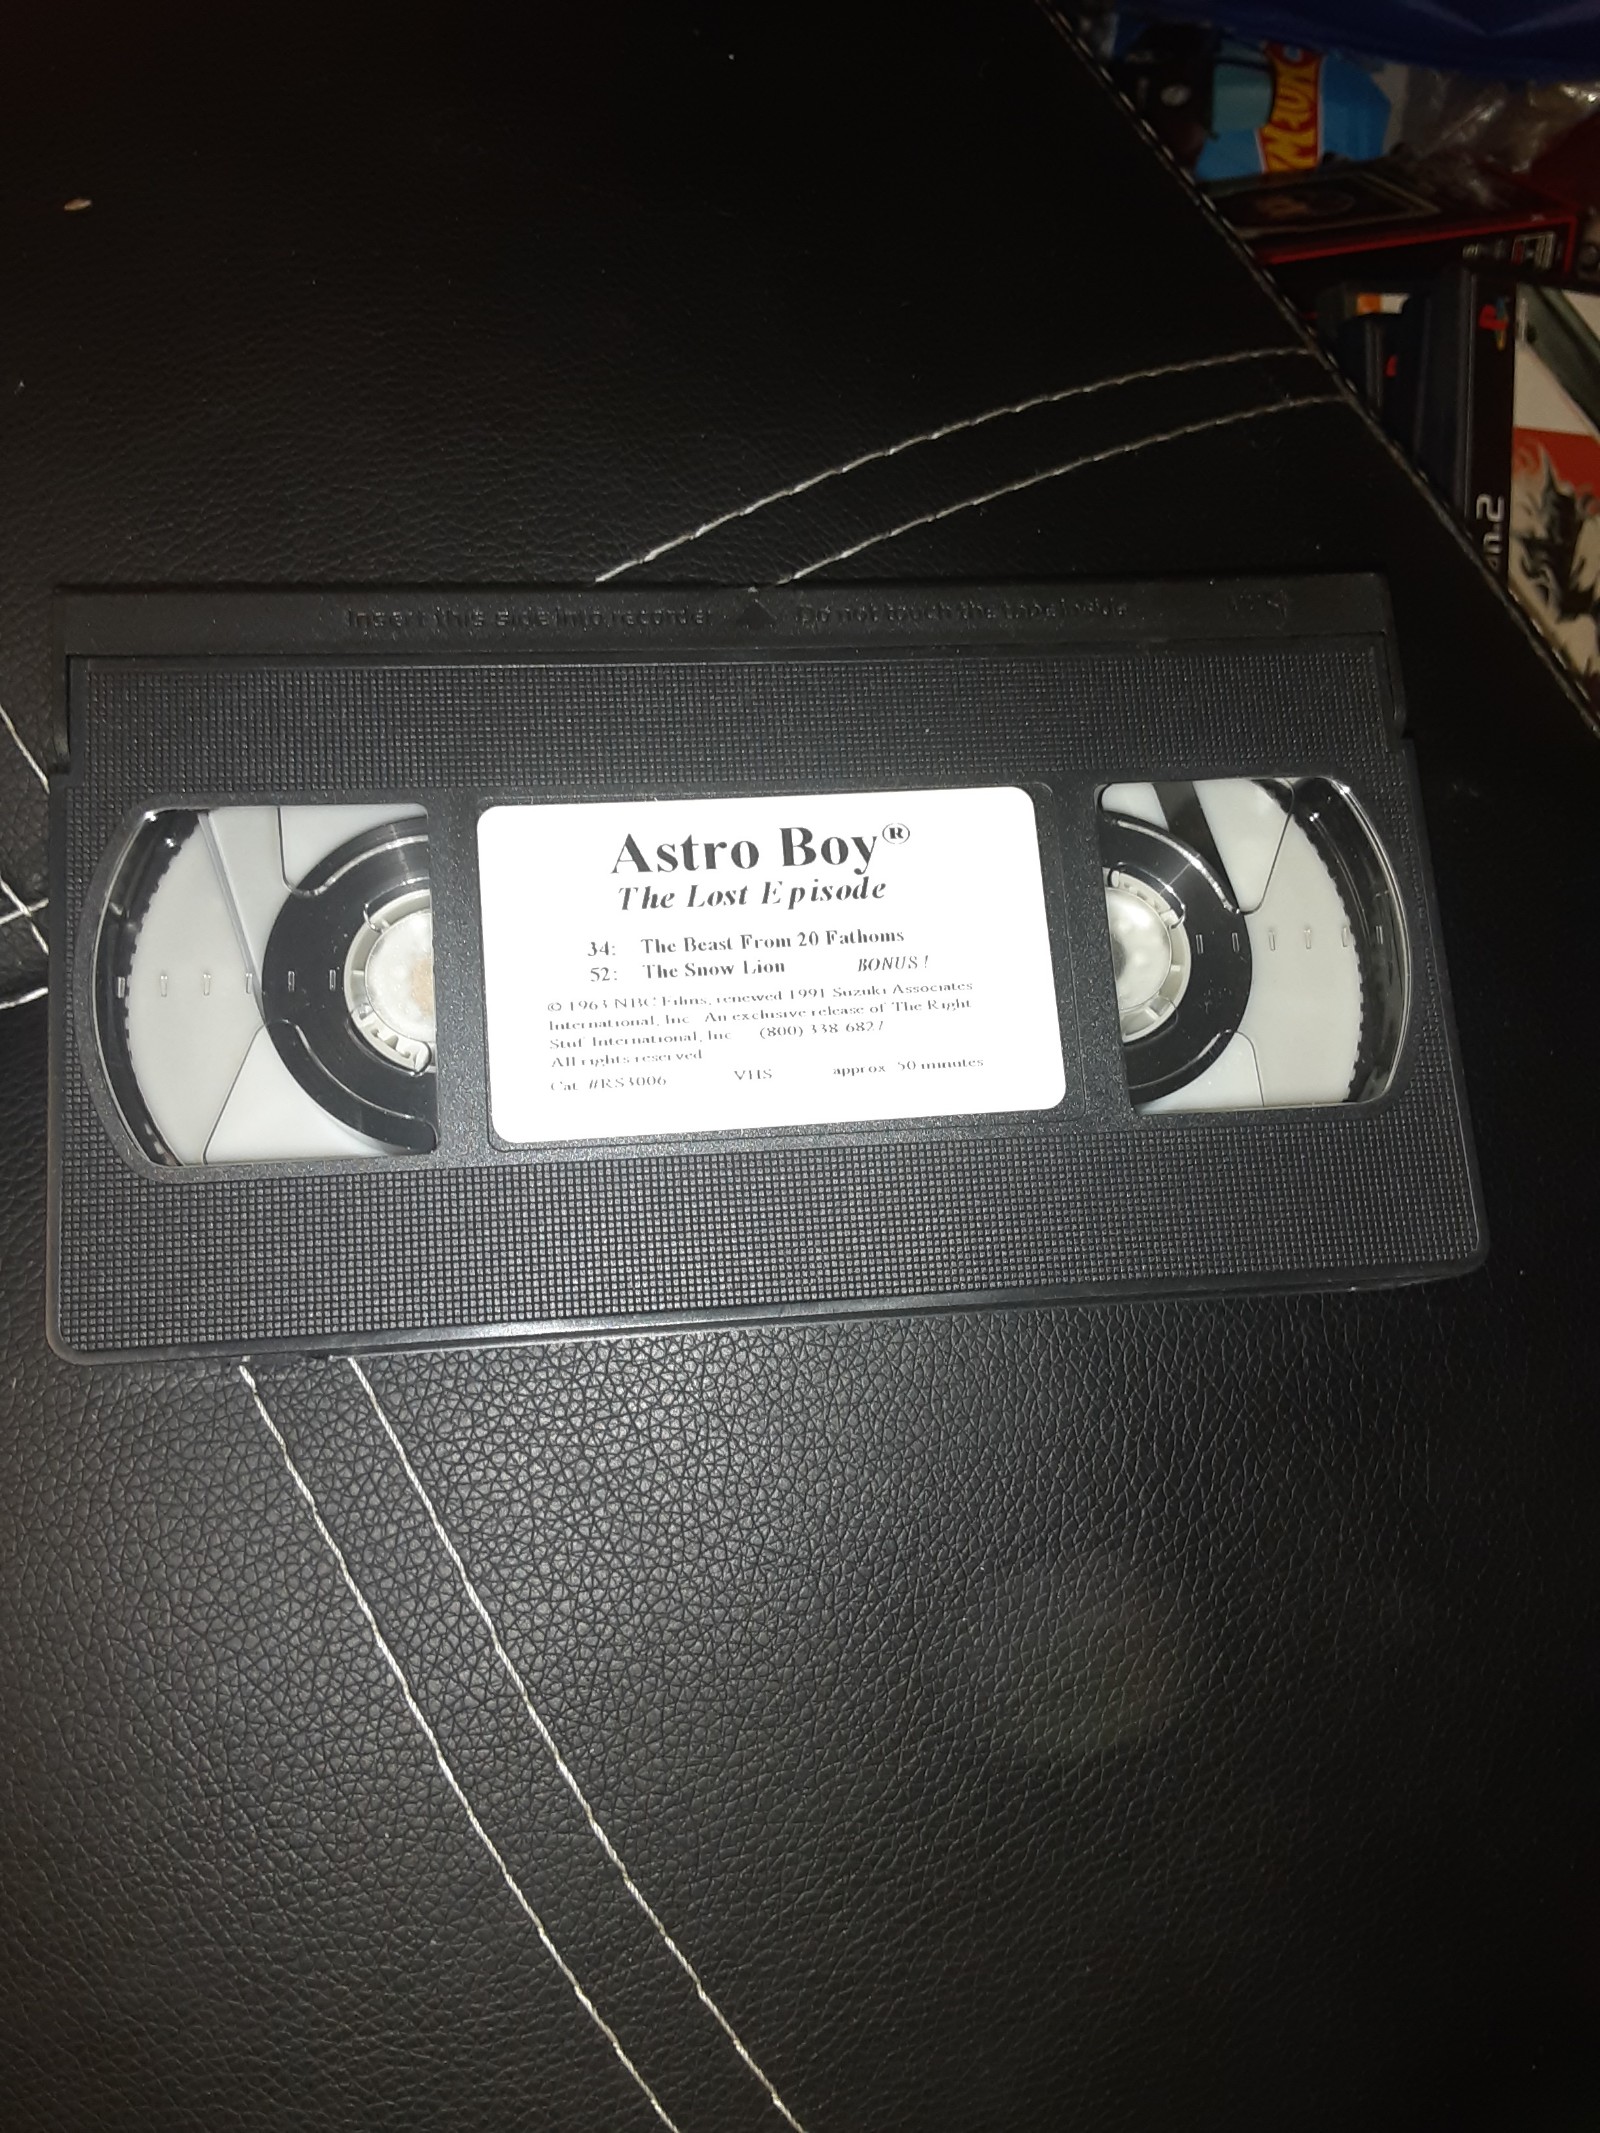 Insert this side into recorder ▲ Do not touch the tape inside VHS
Astro Boy®
The Lost Episode
34: The Beast From 20 Fathoms
52: The Snow Lion BONUS!
© 1963 NBC Films, renewed 1991 Suzuki Associates
International, Inc. An exclusive release of The Right
Stuf International, Inc. (800) 338-6827
All rights reserved
Cat. #RS3006 VHS approx. 50 minutes